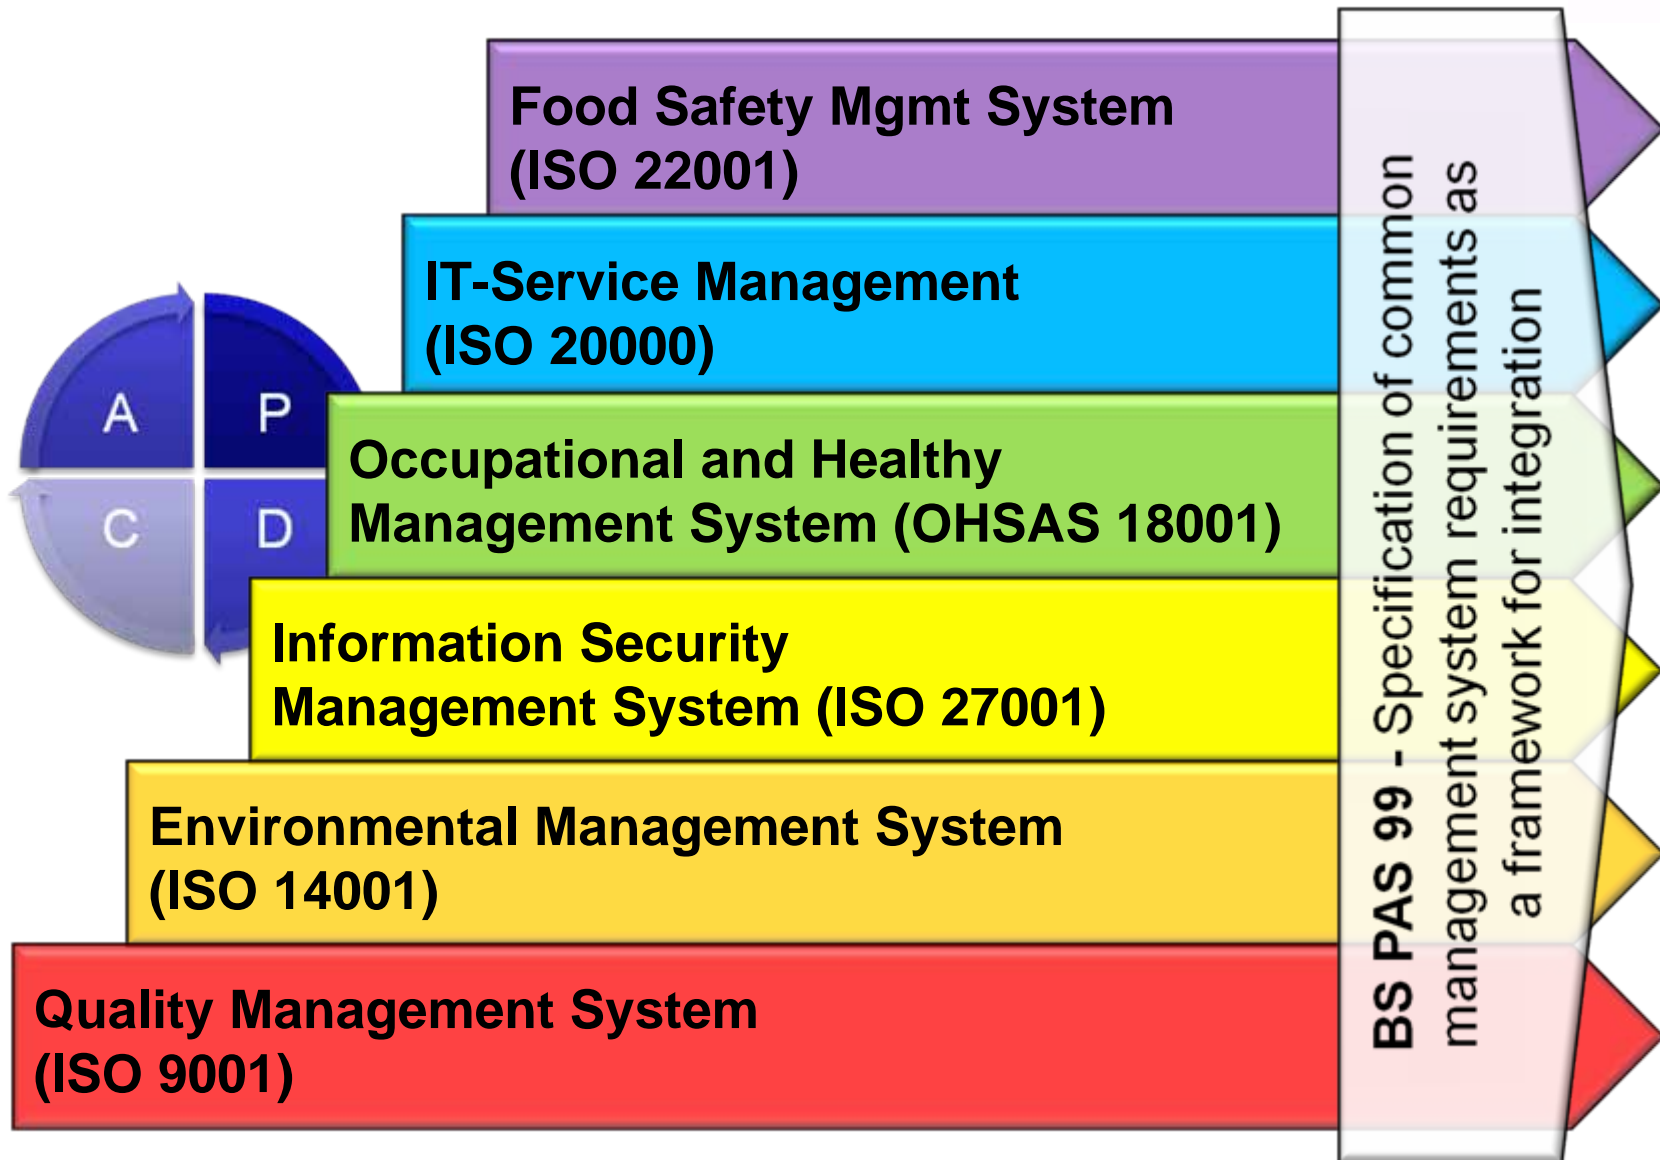 Food Safety Mgmt System
(ISO 22001)
IT-Service Management
(ISO 20000)
A P
C D
Occupational and Healthy
Management System (OHSAS 18001)
Information Security
Management System (ISO 27001)
Environmental Management System
(ISO 14001)
Quality Management System
(ISO 9001)
BS PAS 99 - Specification of common
management system requirements as
a framework for integration